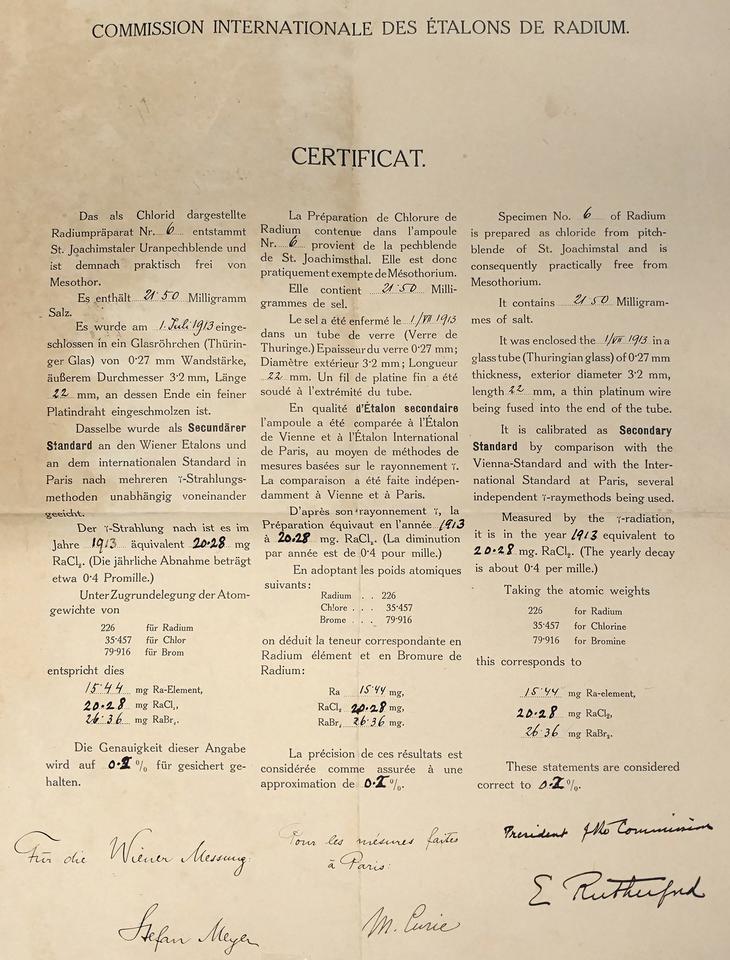 COMMISSION INTERNATIONALE DES ÉTALONS DE RADIUM.
CERTIFICAT.
Das als Chlorid dargestellte
Radiumpräparat Nr. 6 entstammt
St. Joachimstaler Uranpechblende und
ist demnach praktisch frei von
Mesothor.
Es enthält 21·50 Milligramm
Salz.
Es wurde am 1. Juli 1913 einge-
schlossen in ein Glasröhrchen (Thürin-
ger Glas) von 0·27 mm Wandstärke,
äußerem Durchmesser 3·2 mm, Länge
22 mm, an dessen Ende ein feiner
Platindraht eingeschmolzen ist.
Dasselbe wurde als Secundärer
Standard an den Wiener Etalons und
an dem internationalen Standard in
Paris nach mehreren γ-Strahlungs-
methoden unabhängig voneinander
geeicht.
Der γ-Strahlung nach ist es im
Jahre 1913 äquivalent 20·28 mg
RaCl₂. (Die jährliche Abnahme beträgt
etwa 0·4 Promille.)
Unter Zugrundelegung der Atom-
gewichte von
226 für Radium
35·457 für Chlor
79·916 für Brom
entspricht dies
15·44 mg Ra-Element,
20·28 mg RaCl₂,
26·36 mg RaBr₂.
Die Genauigkeit dieser Angabe
wird auf % für gesichert ge-
halten.
Für die Wiener Messung:
Stefan Meyer
La Préparation de Chlorure de
Radium contenue dans l'ampoule
Nr. 6 provient de la pechblende
de St. Joachimsthal. Elle est donc
pratiquement exempte de Mésothorium.
Elle contient 21·50 Milli-
grammes de sel.
Le sel a été enfermé le 1/VII 1913
dans un tube de verre (Verre de
Thuringe.) Epaisseur du verre 0·27 mm;
Diamètre extérieur 3·2 mm; Longueur
22 mm. Un fil de platine fin a été
soudé à l'extrémité du tube.
En qualité d'Étalon secondaire
l'ampoule a été comparée à l'Étalon
de Vienne et à l'Étalon International
de Paris, au moyen de méthodes de
mesures basées sur le rayonnement γ.
La comparaison a été faite indépen-
damment à Vienne et à Paris.
D'après son rayonnement γ, la
Préparation équivaut en l'année 1913
à 20.28 mg. RaCl₂. (La diminution
par année est de 0·4 pour mille.)
En adoptant les poids atomiques
suivants:
Radium . . 226
Chlore . . . 35·457
Brome . . . 79·916
on déduit la teneur correspondante en
Radium élément et en Bromure de
Radium:
Ra 15·44 mg,
RaCl₂ 20·28 mg,
RaBr₂ 26·36 mg.
La précision de ces résultats est
considérée comme assurée à une
approximation de %.
Pour les mésures faites
à Paris:
M. Curie
Specimen No. 6 of Radium
is prepared as chloride from pitch-
blende of St. Joachimstal and is
consequently practically free from
Mesothorium.
It contains 21·50 Milligram-
mes of salt.
It was enclosed the 1/VII 1913 in a
glass tube (Thuringian glass) of 0·27 mm
thickness, exterior diameter 3·2 mm,
length 22 mm, a thin platinum wire
being fused into the end of the tube.
It is calibrated as Secondary
Standard by comparison with the
Vienna-Standard and with the Inter-
national Standard at Paris, several
independent γ-raymethods being used.
Measured by the γ-radiation,
it is in the year 1913 equivalent to
20·28 mg. RaCl₂. (The yearly decay
is about 0·4 per mille.)
Taking the atomic weights
226 for Radium
35·457 for Chlorine
79·916 for Bromine
this corresponds to
15·44 mg Ra-element,
20·28 mg RaCl₂,
26·36 mg RaBr₂.
These statements are considered
correct to %.
President of the Commission
E Rutherford